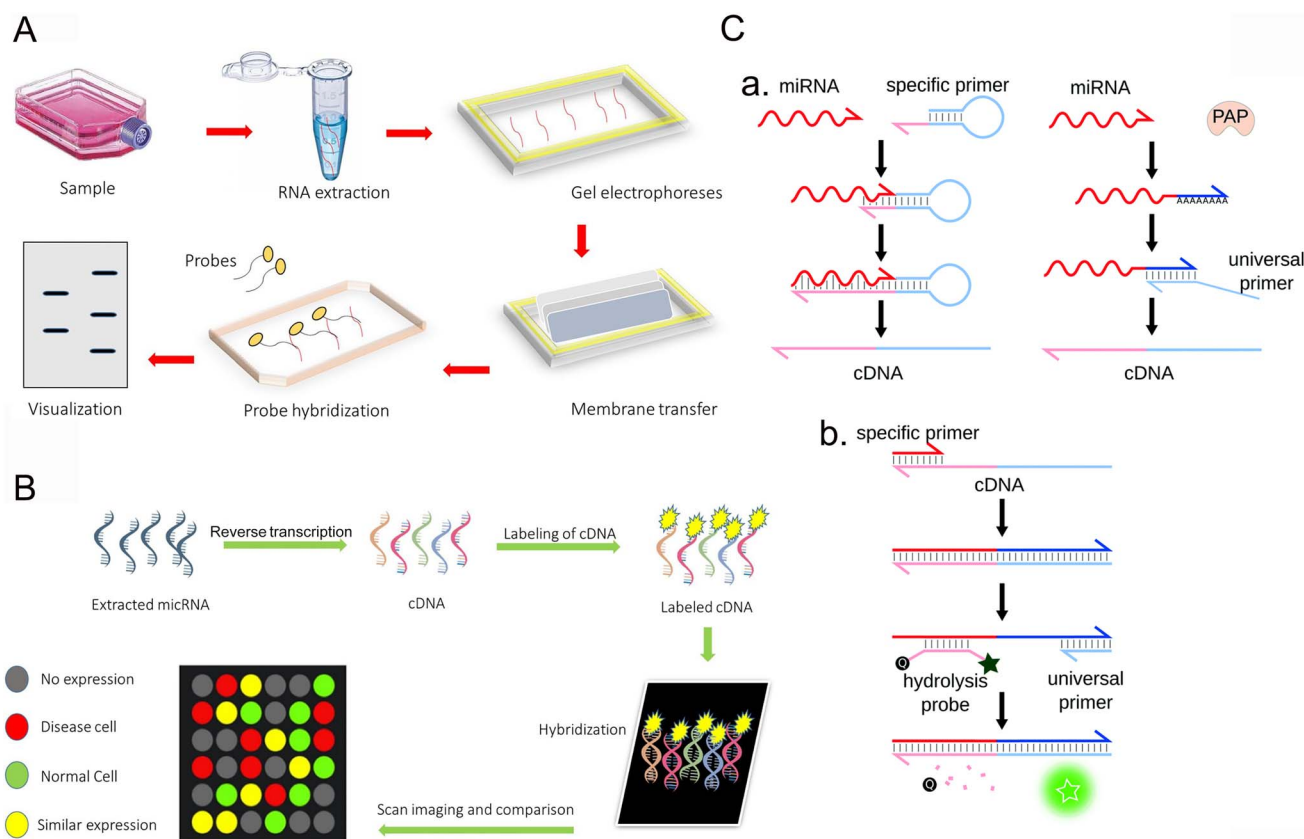 A
Sample
1.5
RNA extraction
Gel electrophoreses
Probes
Visualization
Probe hybridization
Membrane transfer
B
Extracted micRNA
Reverse transcription
cDNA
Labeling of cDNA
Labeled cDNA
Hybridization
Scan imaging and comparison
No expression
Disease cell
Normal Cell
Similar expression
C
a.
miRNA
specific primer
cDNA
miRNA
PAP
AAAAAAAA
universal
primer
cDNA
b.
specific primer
cDNA
Q
hydrolysis
probe
universal
primer
Q